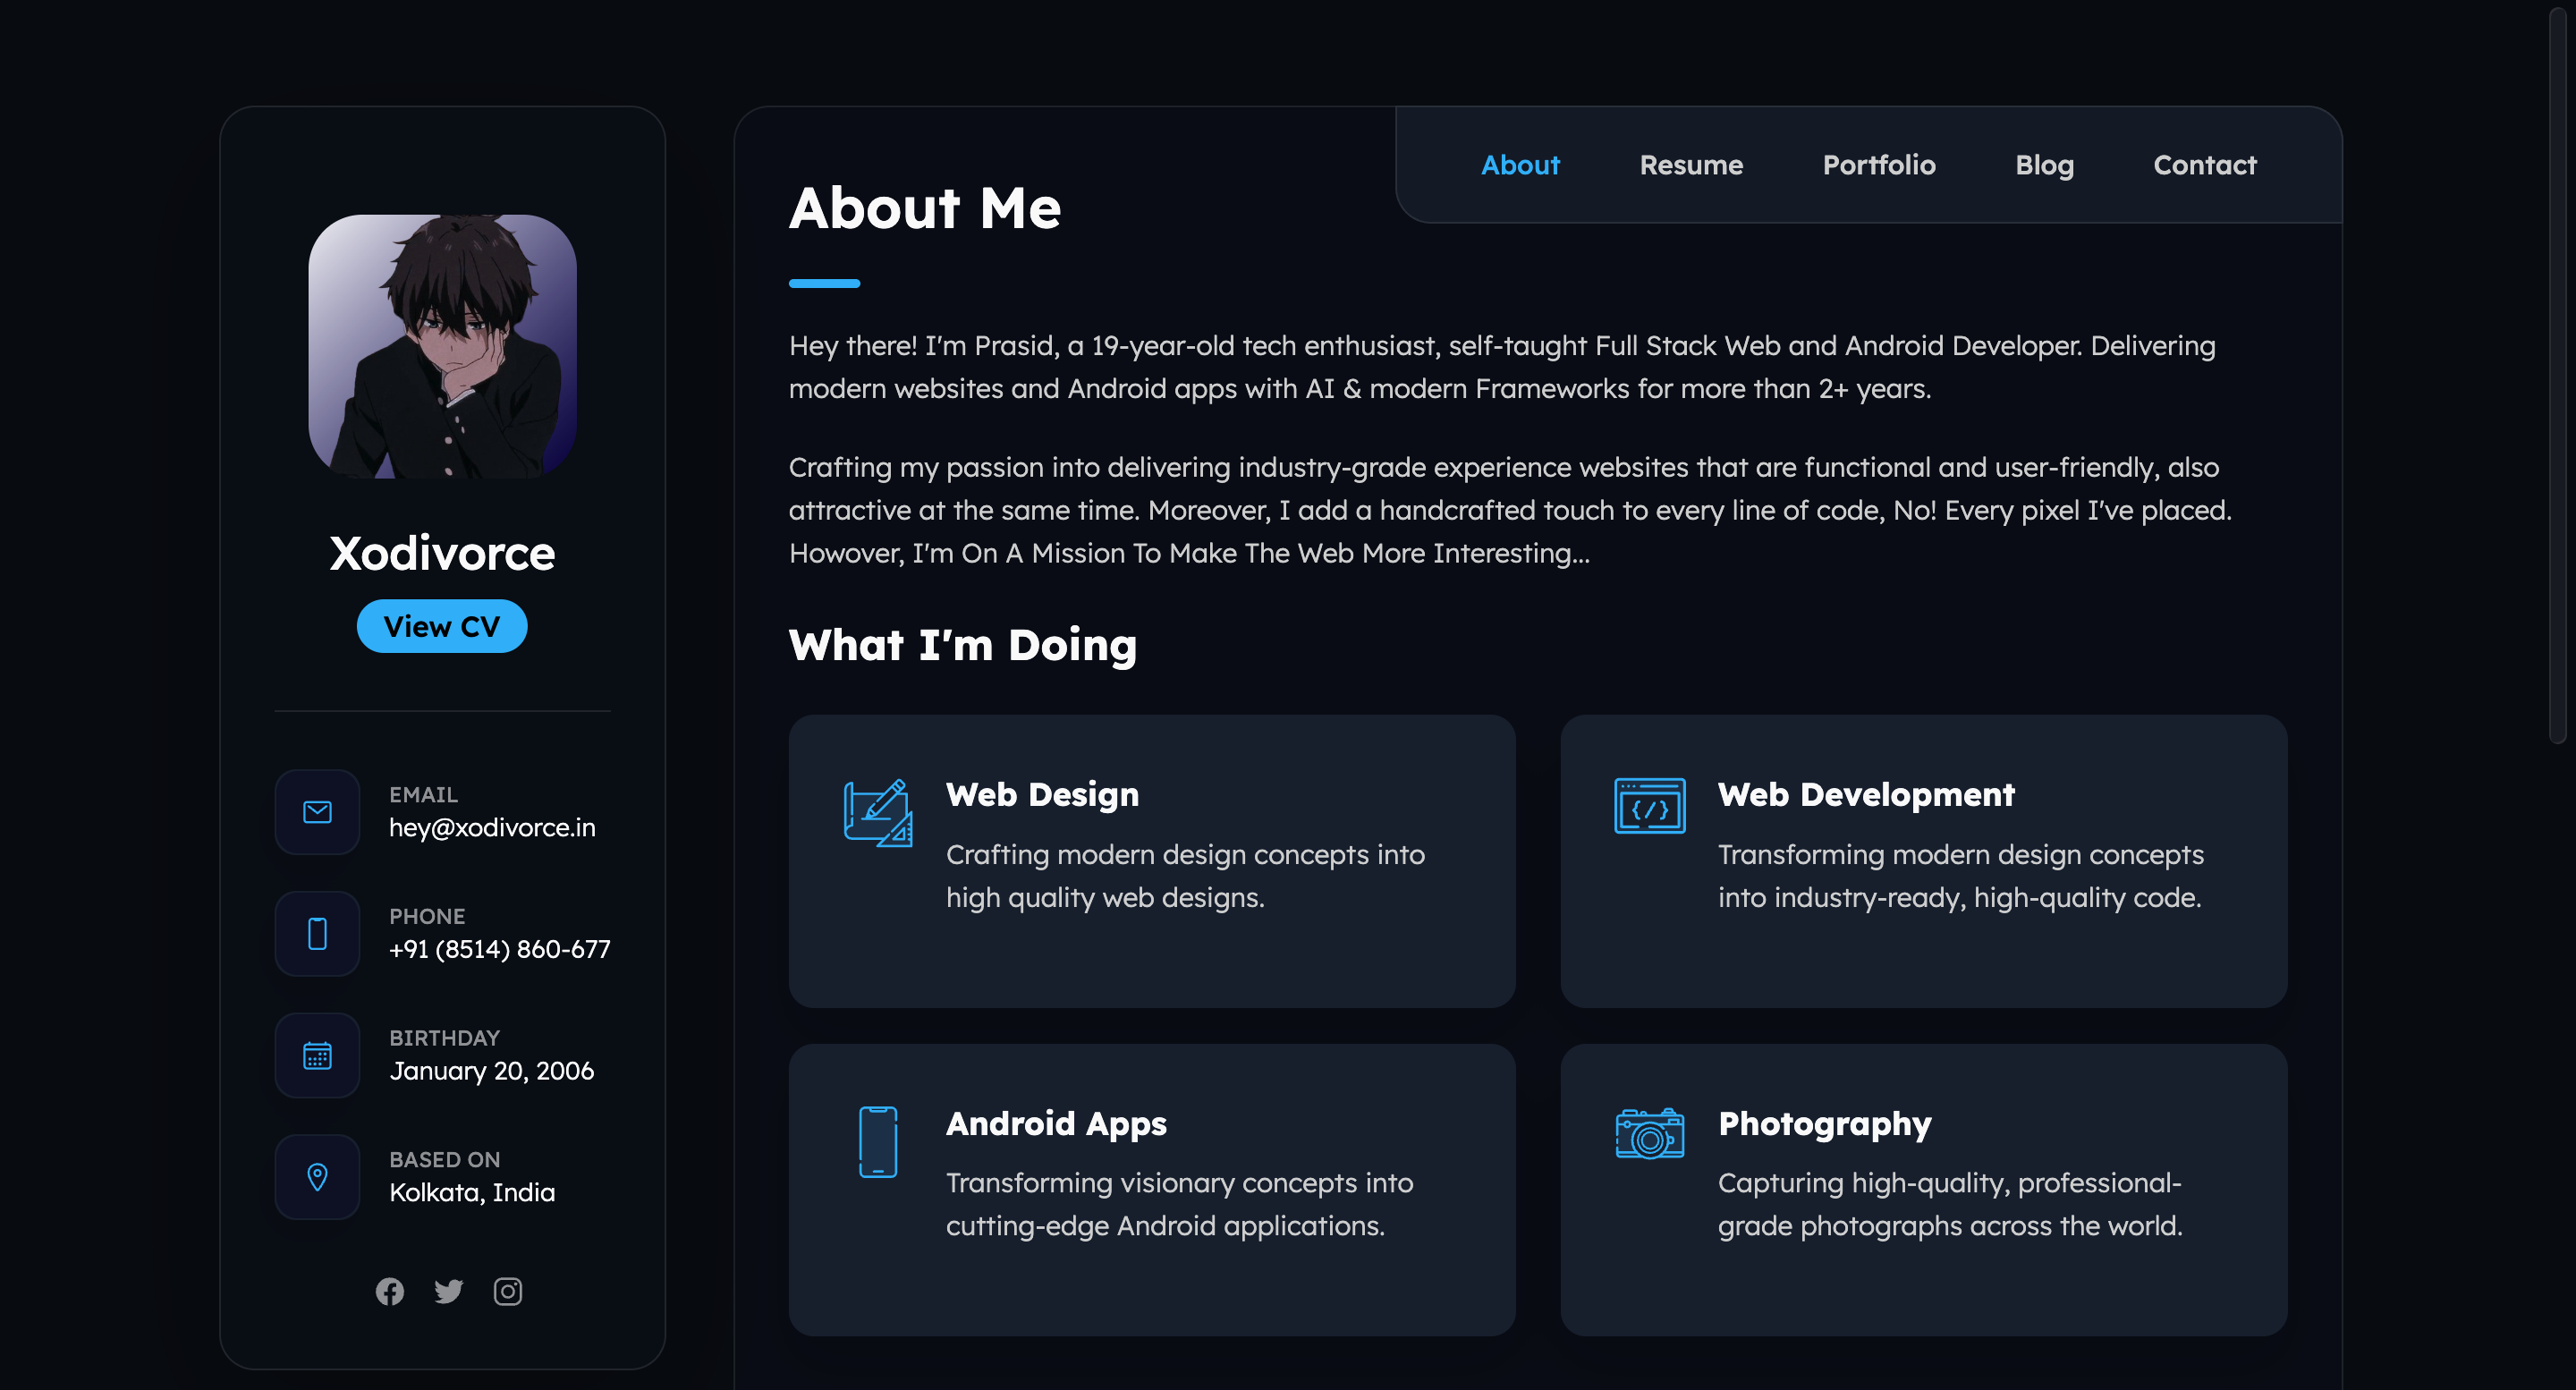 Xodivorce
View CV
EMAIL
hey@xodivorce.in
PHONE
+91 (8514) 860-677
BIRTHDAY
January 20, 2006
BASED ON
Kolkata, India
About
Resume
Portfolio
Blog
Contact
About Me
Hey there! I'm Prasid, a 19-year-old tech enthusiast, self-taught Full Stack Web and Android Developer. Delivering
modern websites and Android apps with AI & modern Frameworks for more than 2+ years.
Crafting my passion into delivering industry-grade experience websites that are functional and user-friendly, also
attractive at the same time. Moreover, I add a handcrafted touch to every line of code, No! Every pixel I've placed.
Howover, I'm On A Mission To Make The Web More Interesting...
What I'm Doing
Web Design
Crafting modern design concepts into
high quality web designs.
Web Development
Transforming modern design concepts
into industry-ready, high-quality code.
Android Apps
Transforming visionary concepts into
cutting-edge Android applications.
Photography
Capturing high-quality, professional-
grade photographs across the world.